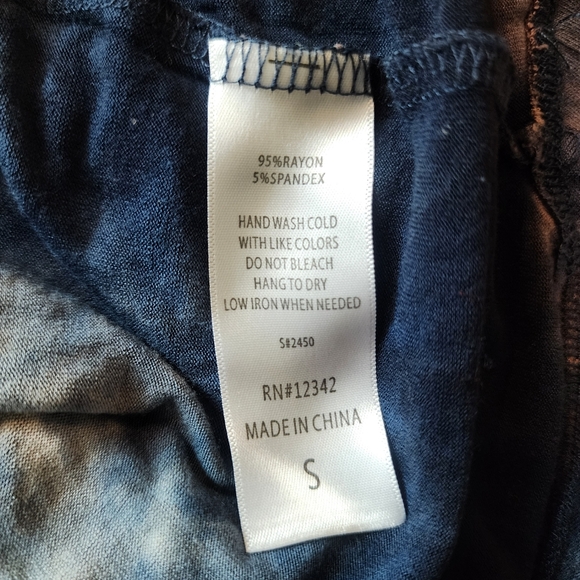 95%RAYON
5%SPANDEX
HAND WASH COLD
WITH LIKE COLORS
DO NOT BLEACH
HANG TO DRY
LOW IRON WHEN NEEDED
S#2450
RN#12342
MADE IN CHINA
S